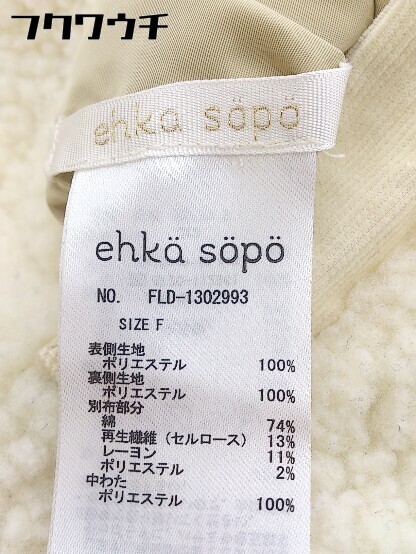 フクワウチ
ehka söpö
ehkä söpö
NO. FLD-1302993
SIZE F
表側生地
ポリエステル 100%
裏側生地
ポリエステル 100%
別布部分
綿 74%
再生繊維（セルロース） 13%
レーヨン 11%
ポリエステル 2%
中わた
ポリエステル 100%